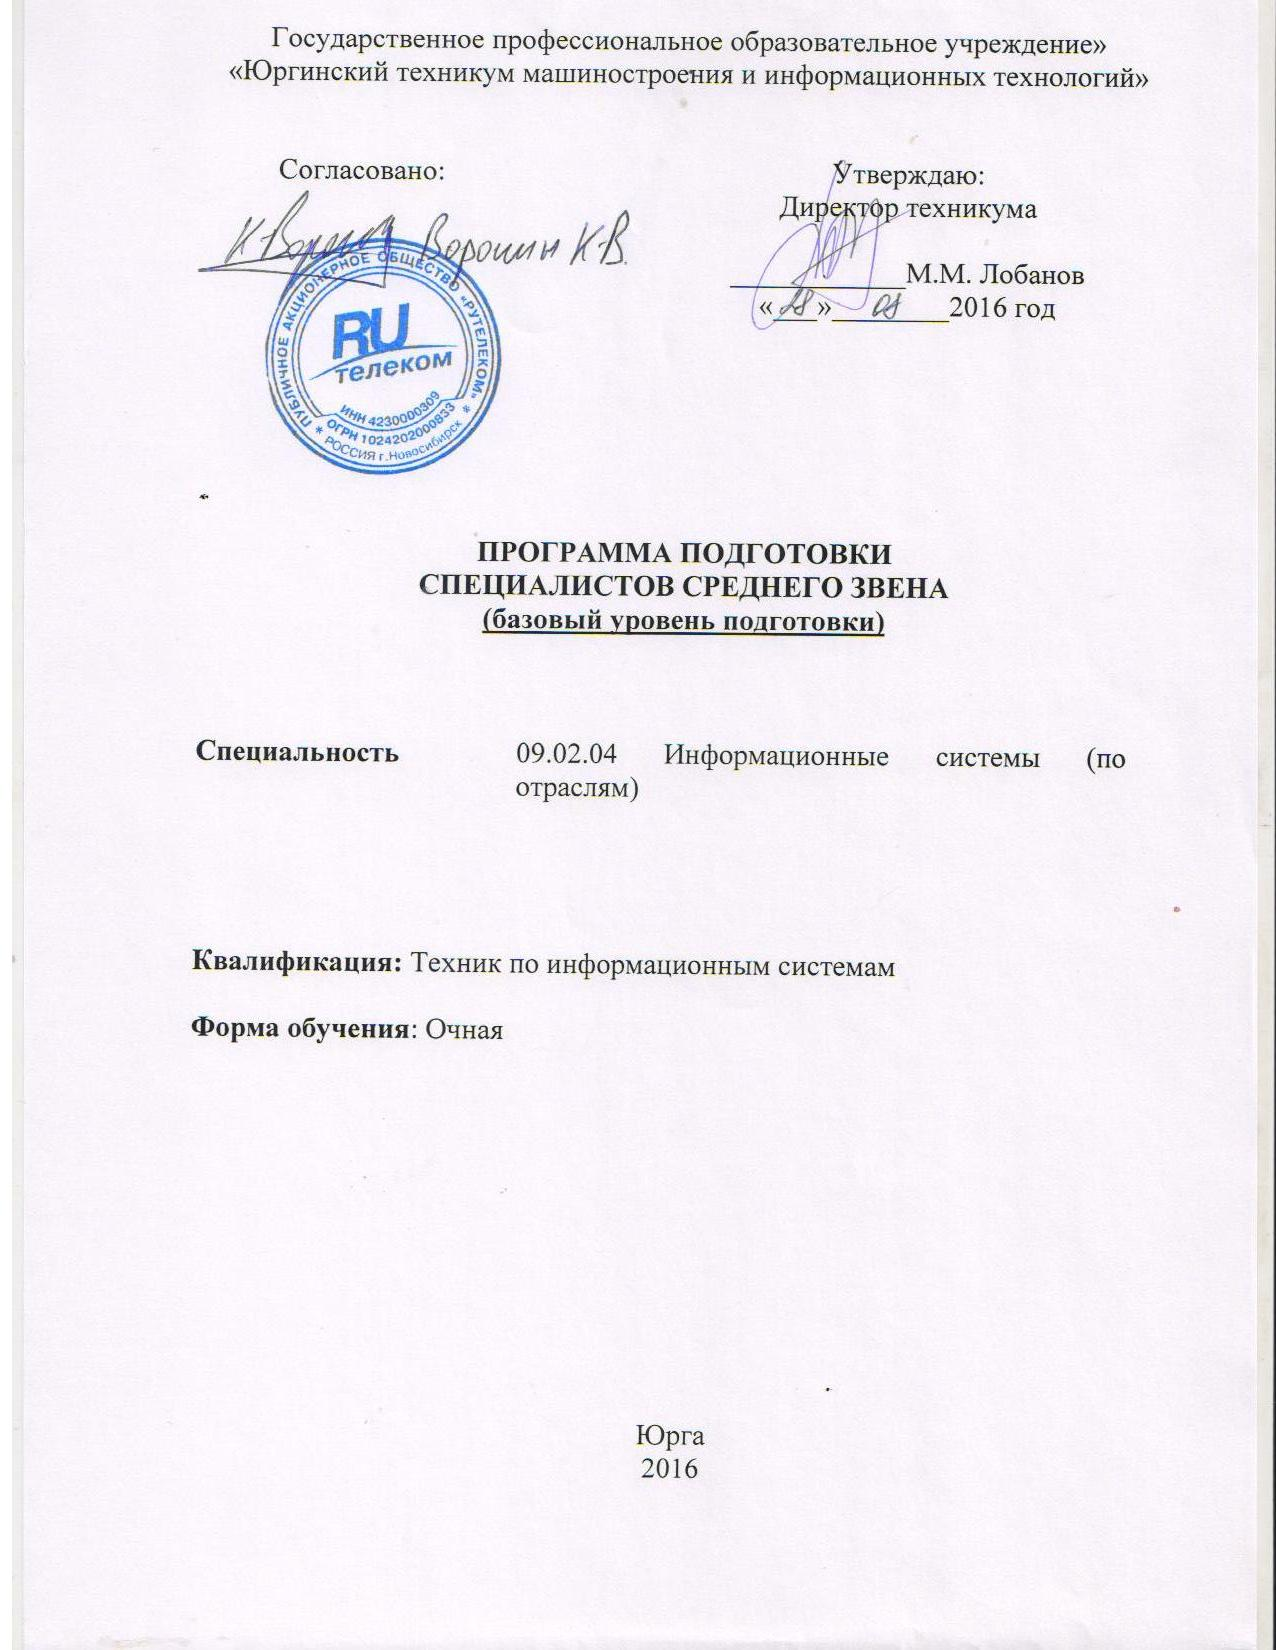 Государственное профессиональное образовательное учреждение»
«Юргинский техникум машиностроения и информационных технологий»
Согласовано:
Ворошин К.В.
ПУБЛИЧНОЕ АКЦИОНЕРНОЕ ОБЩЕСТВО «РУТЕЛЕКОМ»
RU
телеком
ИНН 4230000309
ОГРН 1024202000833
* РОССИЯ г.Новосибирск *
Утверждаю:
Директор техникума
____________М.М. Лобанов
«28»____08____2016 год
ПРОГРАММА ПОДГОТОВКИ
СПЕЦИАЛИСТОВ СРЕДНЕГО ЗВЕНА
(базовый уровень подготовки)
Специальность 09.02.04 Информационные системы (по
отраслям)
Квалификация: Техник по информационным системам
Форма обучения: Очная
Юрга
2016